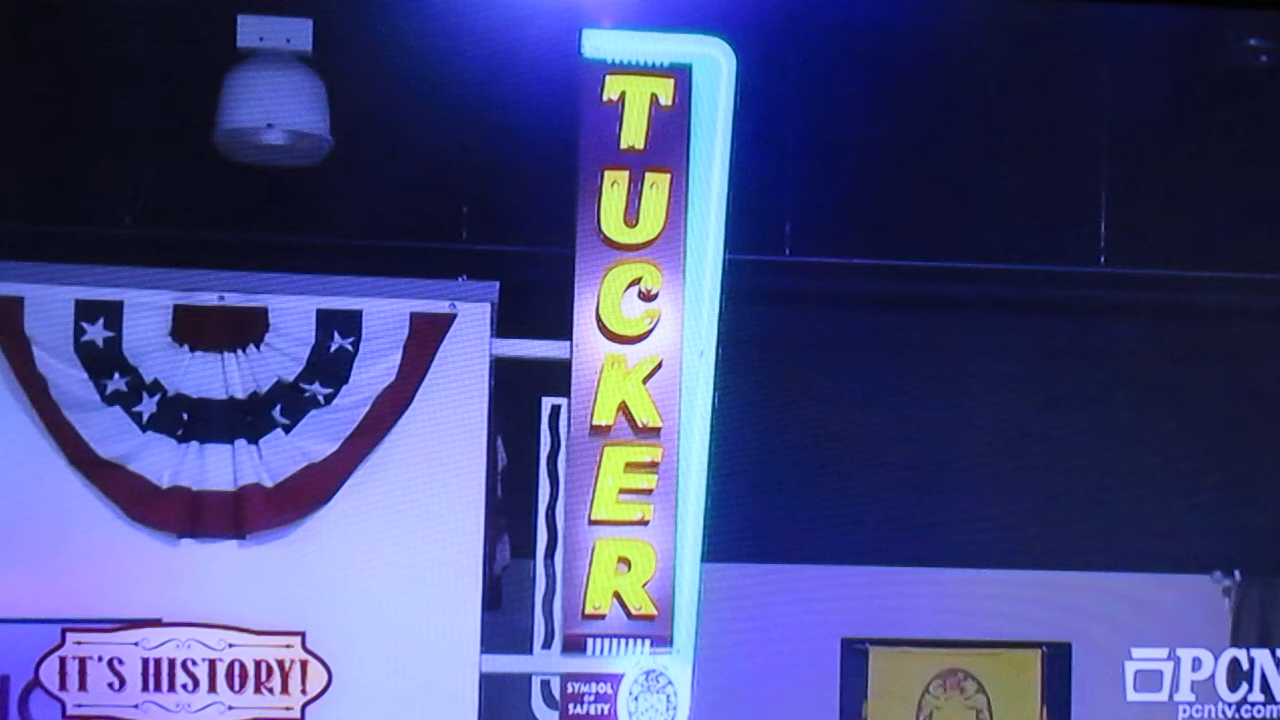 TUCKER
IT'S HISTORY!
SYMBOL
OF
SAFETY
PCN
pcntv.com